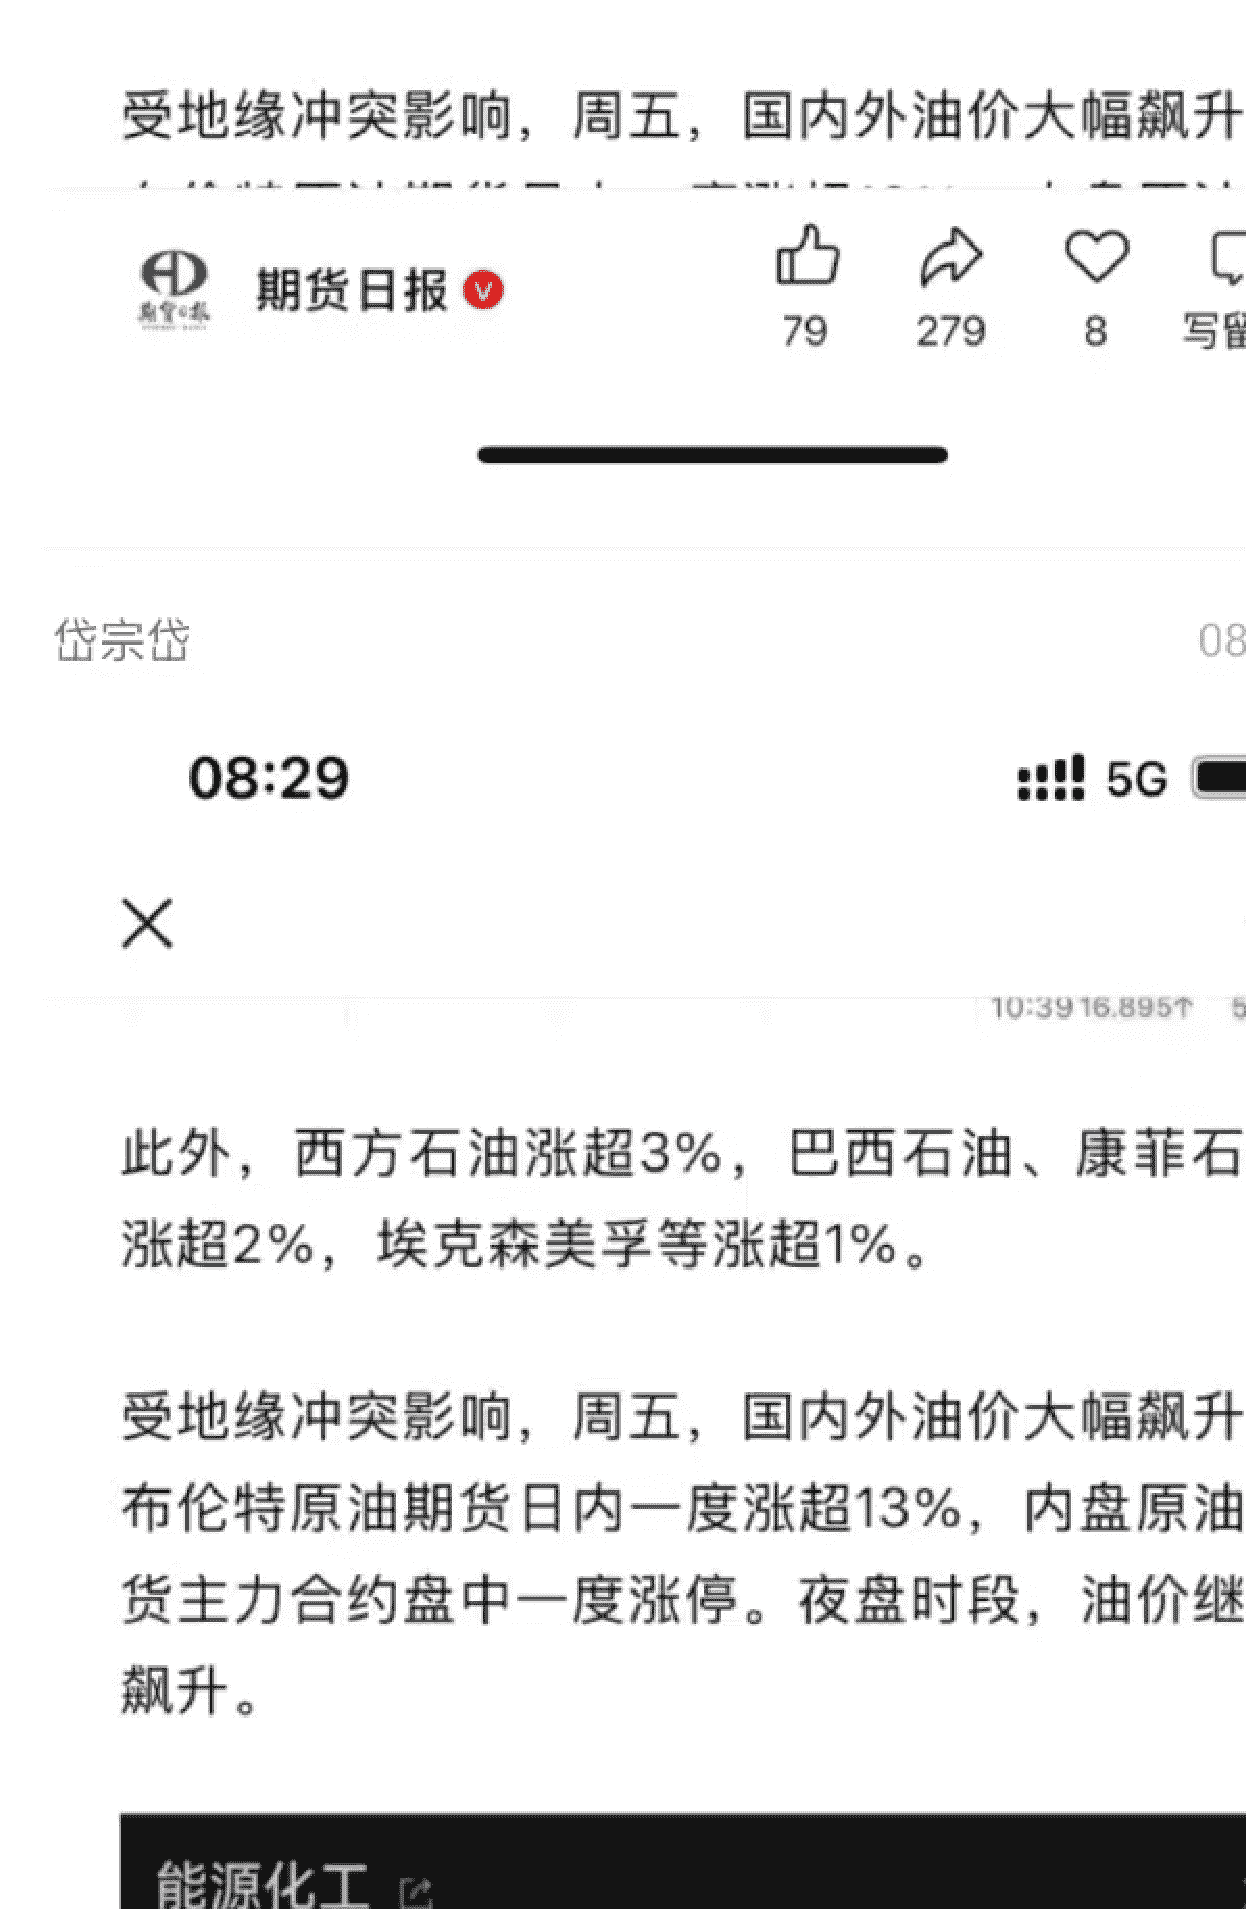 受地缘冲突影响，周五，国内外油价大幅飙升
期货日报
79 279 8 写留
岱宗岱 08
08:29 5G
10:39 16.895↑ 5
此外，西方石油涨超3%，巴西石油、康菲石
涨超2%，埃克森美孚等涨超1%。
受地缘冲突影响，周五，国内外油价大幅飙升
布伦特原油期货日内一度涨超13%，内盘原油
货主力合约盘中一度涨停。夜盘时段，油价继
飙升。
能源化工